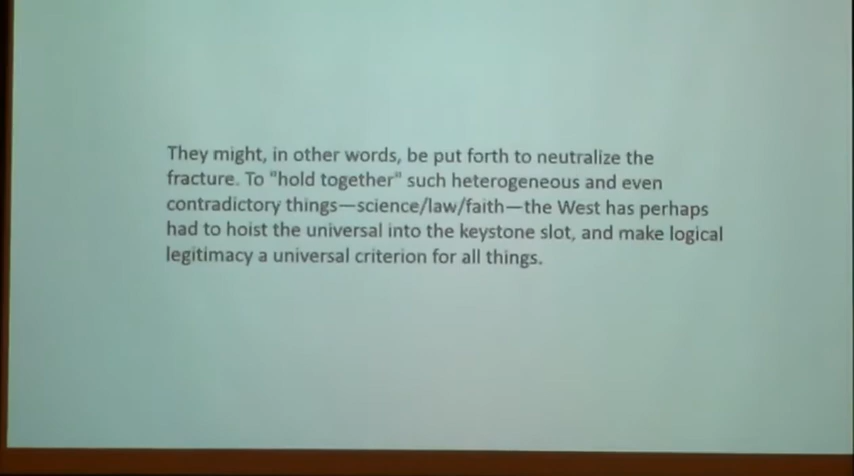 They might, in other words, be put forth to neutralize the
fracture. To "hold together" such heterogeneous and even
contradictory things—science/law/faith—the West has perhaps
had to hoist the universal into the keystone slot, and make logical
legitimacy a universal criterion for all things.